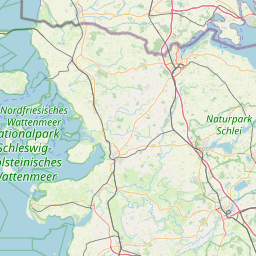 Nordfriesisches
Wattenmeer
ationalpark
Schleswig-
olsteinisches
Wattenmeer
Naturpark
Schlei